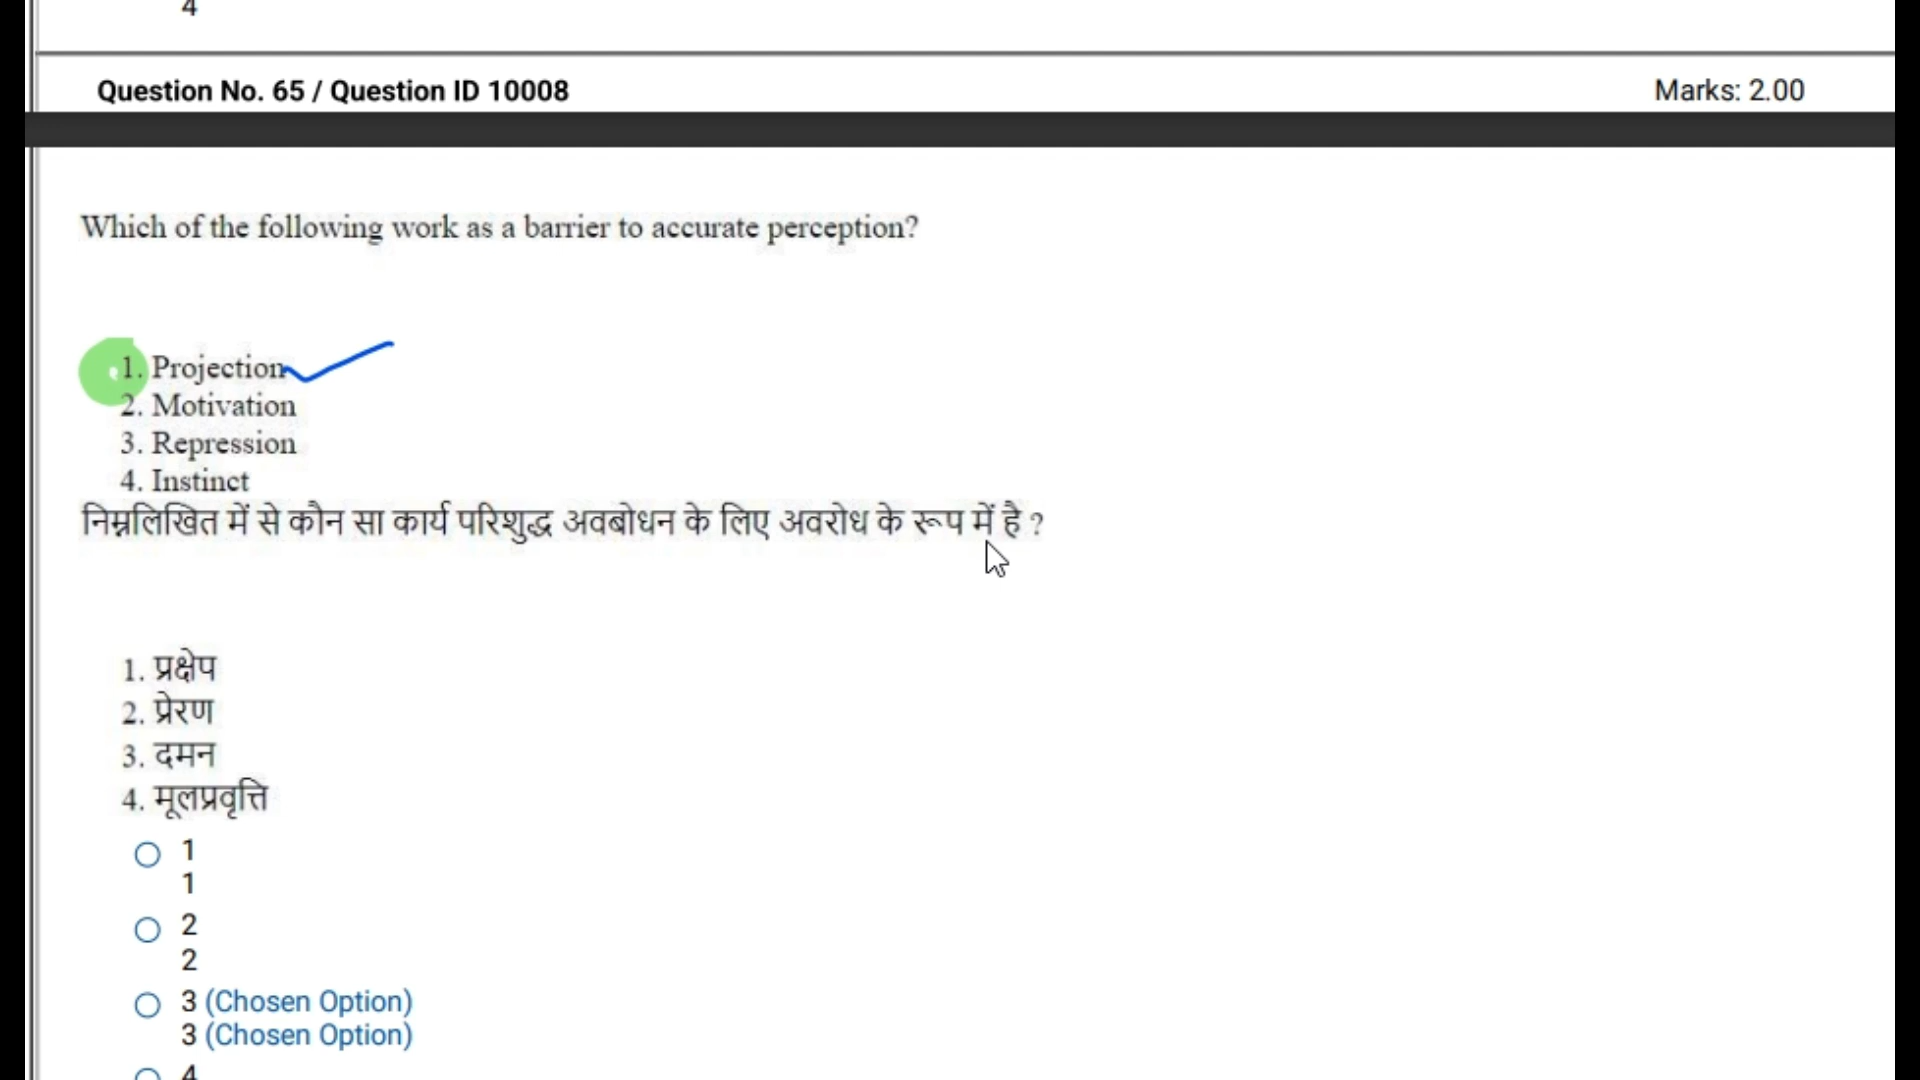 4
Question No. 65 / Question ID 10008 Marks: 2.00
Which of the following work as a barrier to accurate perception?
1. Projection
2. Motivation
3. Repression
4. Instinct
निम्नलिखित में से कौन सा कार्य परिशुद्ध अवबोधन के लिए अवरोध के रूप में है ?
1. प्रक्षेप
2. प्रेरण
3. दमन
4. मूलप्रवृत्ति
1
1
2
2
3 (Chosen Option)
3 (Chosen Option)
4